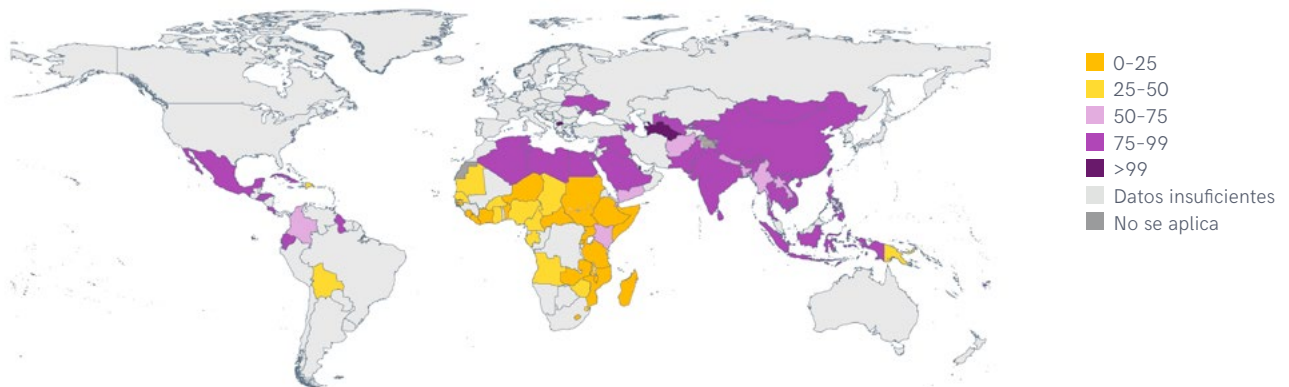 0-25
25-50
50-75
75-99
>99
Datos insuficientes
No se aplica